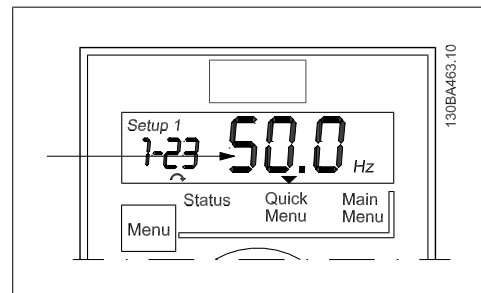 130BA463.10
Setup 1
1-23 50.0 Hz
Status Quick Menu Main Menu
Menu